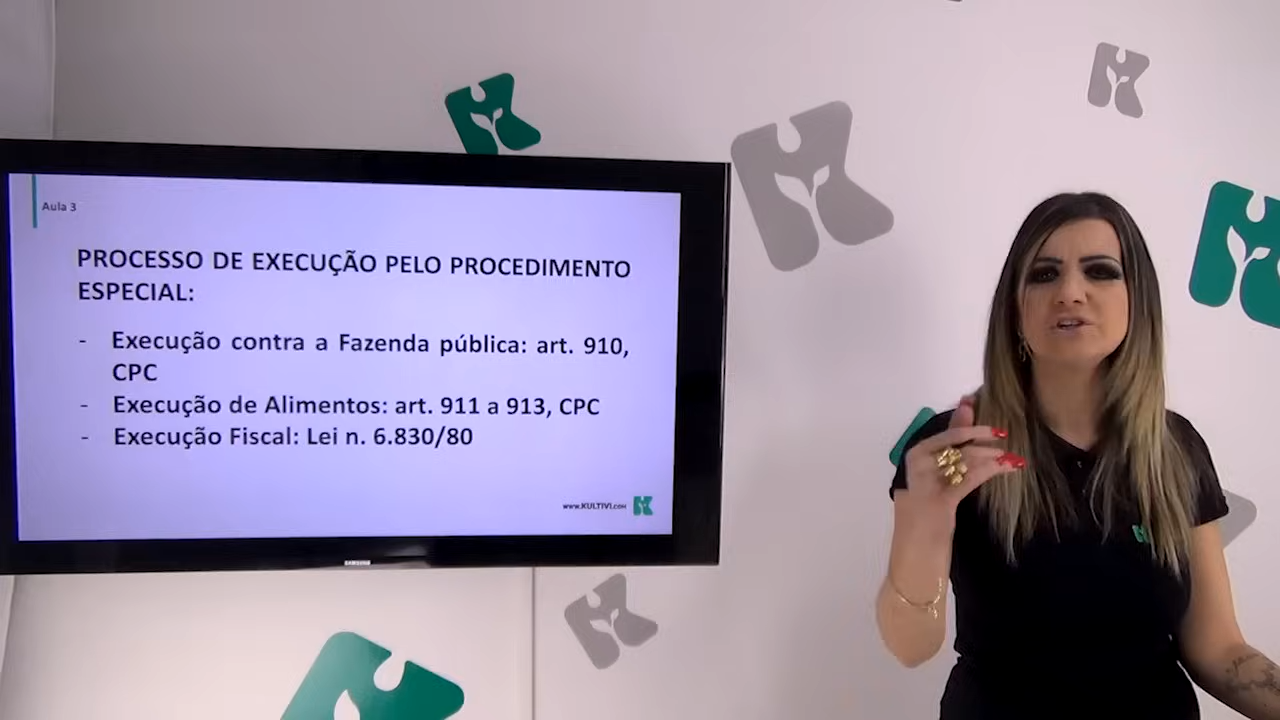 Aula 3
PROCESSO DE EXECUÇÃO PELO PROCEDIMENTO
ESPECIAL:
- Execução contra a Fazenda pública: art. 910,
CPC
- Execução de Alimentos: art. 911 a 913, CPC
- Execução Fiscal: Lei n. 6.830/80
www.KULTIVI.COM
SAMSUNG